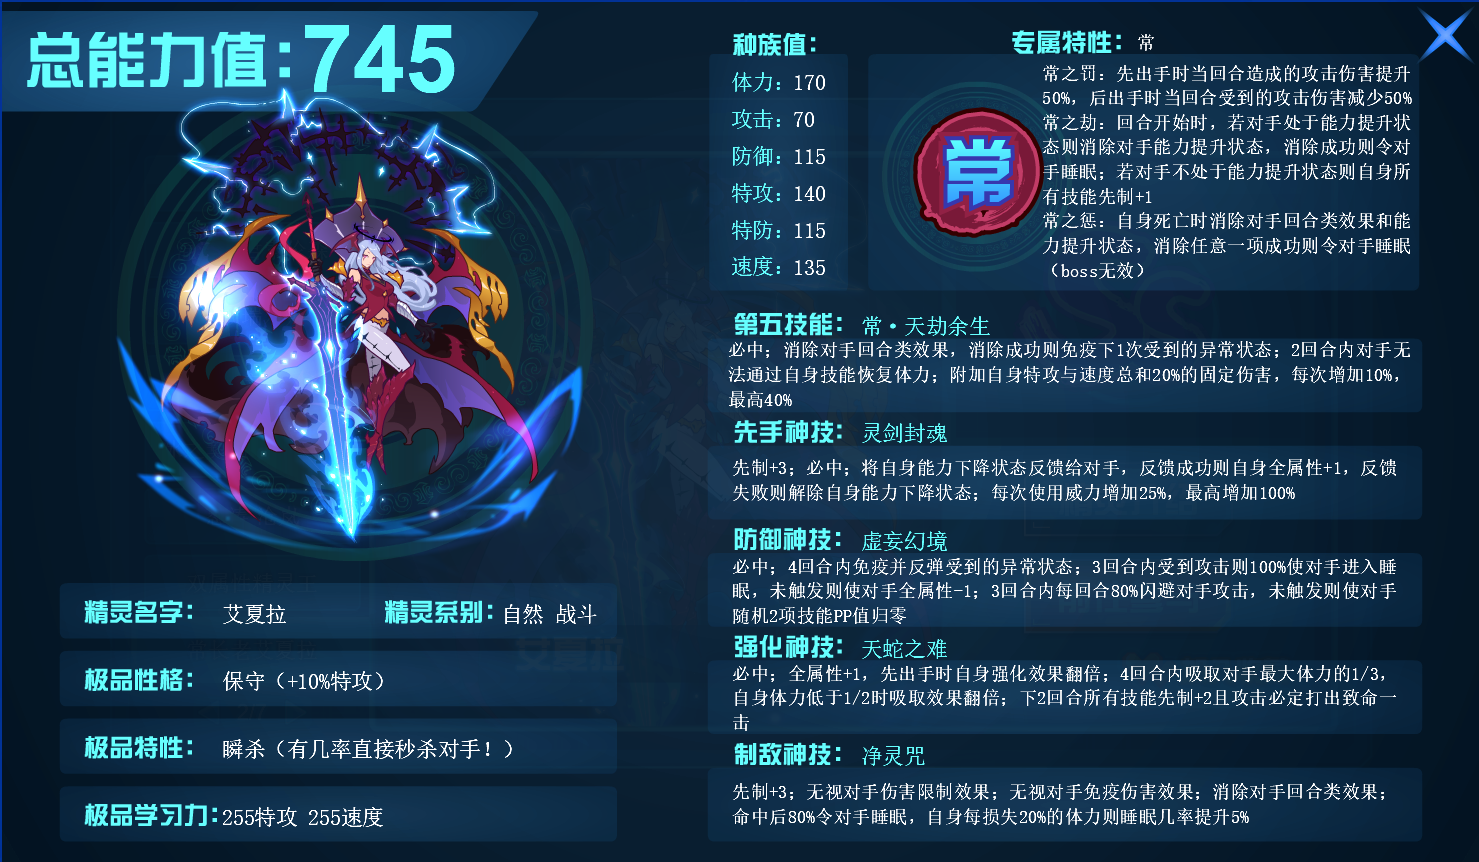 总能力值:745
种族值：
体力：170
攻击：70
防御：115
特攻：140
特防：115
速度：135
专属特性： 常
常
常之罚：先出手时当回合造成的攻击伤害提升
50%，后出手时当回合受到的攻击伤害减少50%
常之劫：回合开始时，若对手处于能力提升状
态则消除对手能力提升状态，消除成功则令对
手睡眠；若对手不处于能力提升状态则自身所
有技能先制+1
常之惩：自身死亡时消除对手回合类效果和能
力提升状态，消除任意一项成功则令对手睡眠
（boss无效）
第五技能： 常·天劫余生
必中；消除对手回合类效果，消除成功则免疫下1次受到的异常状态；2回合内对手无
法通过自身技能恢复体力；附加自身特攻与速度总和20%的固定伤害，每次增加10%，
最高40%
先手神技： 灵剑封魂
先制+3；必中；将自身能力下降状态反馈给对手，反馈成功则自身全属性+1，反馈
失败则解除自身能力下降状态；每次使用威力增加25%，最高增加100%
防御神技： 虚妄幻境
必中；4回合内免疫并反弹受到的异常状态；3回合内受到攻击则100%使对手进入睡
眠，未触发则使对手全属性-1；3回合内每回合80%闪避对手攻击，未触发则使对手
随机2项技能PP值归零
强化神技： 天蛇之难
必中；全属性+1，先出手时自身强化效果翻倍；4回合内吸取对手最大体力的1/3，
自身体力低于1/2时吸取效果翻倍；下2回合所有技能先制+2且攻击必定打出致命一
击
制敌神技： 净灵咒
先制+3；无视对手伤害限制效果；无视对手免疫伤害效果；消除对手回合类效果；
命中后80%令对手睡眠，自身每损失20%的体力则睡眠几率提升5%
精灵名字： 艾夏拉 精灵系别：自然 战斗
极品性格： 保守（+10%特攻）
极品特性： 瞬杀（有几率直接秒杀对手！）
极品学习力：255特攻 255速度